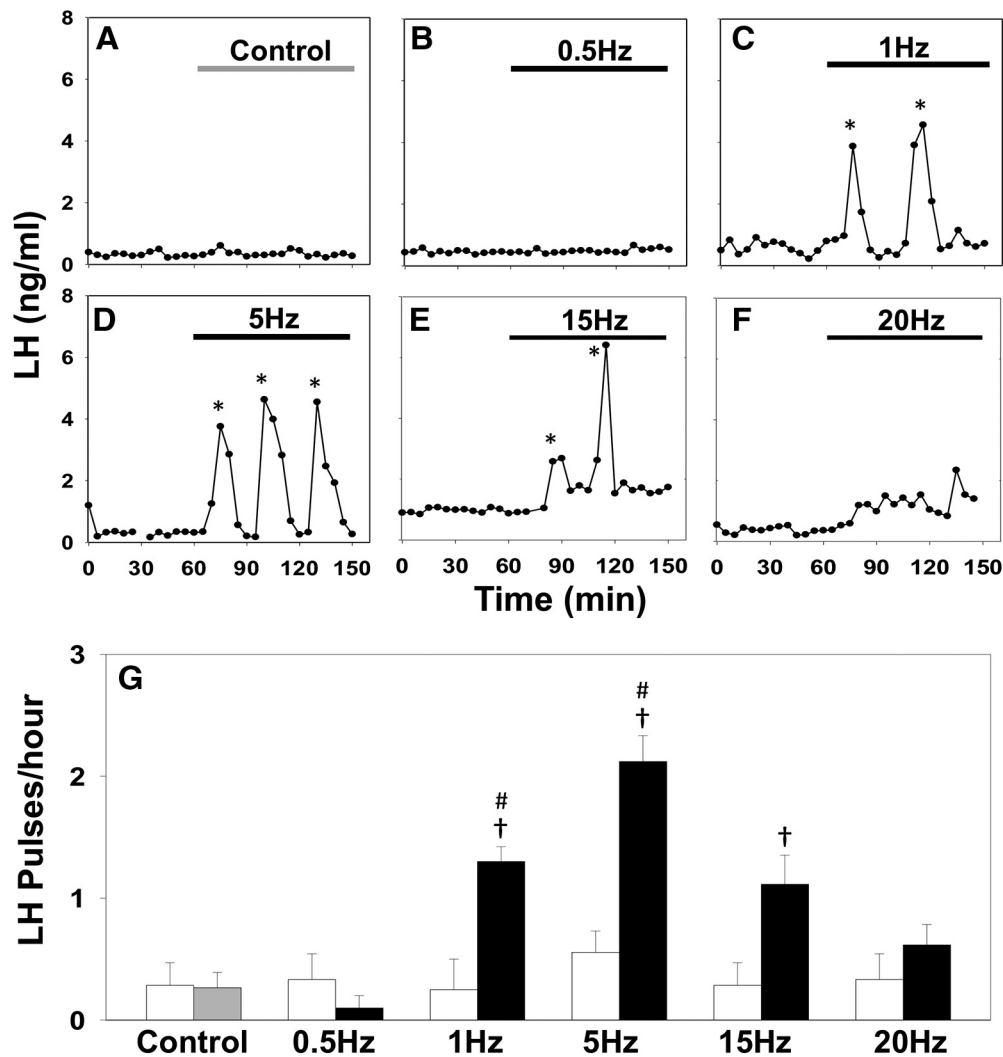 A Control
B 0.5Hz
C 1Hz
8
6
4
2
0
* *
LH (ng/ml)
D 5Hz
E 15Hz
F 20Hz
8
6
4
2
0
* * *
* *
0 30 60 90 120 150
0 30 60 90 120 150
0 30 60 90 120 150
Time (min)
G
3
2
1
0
LH Pulses/hour
#
†
#
†
†
Control 0.5Hz 1Hz 5Hz 15Hz 20Hz